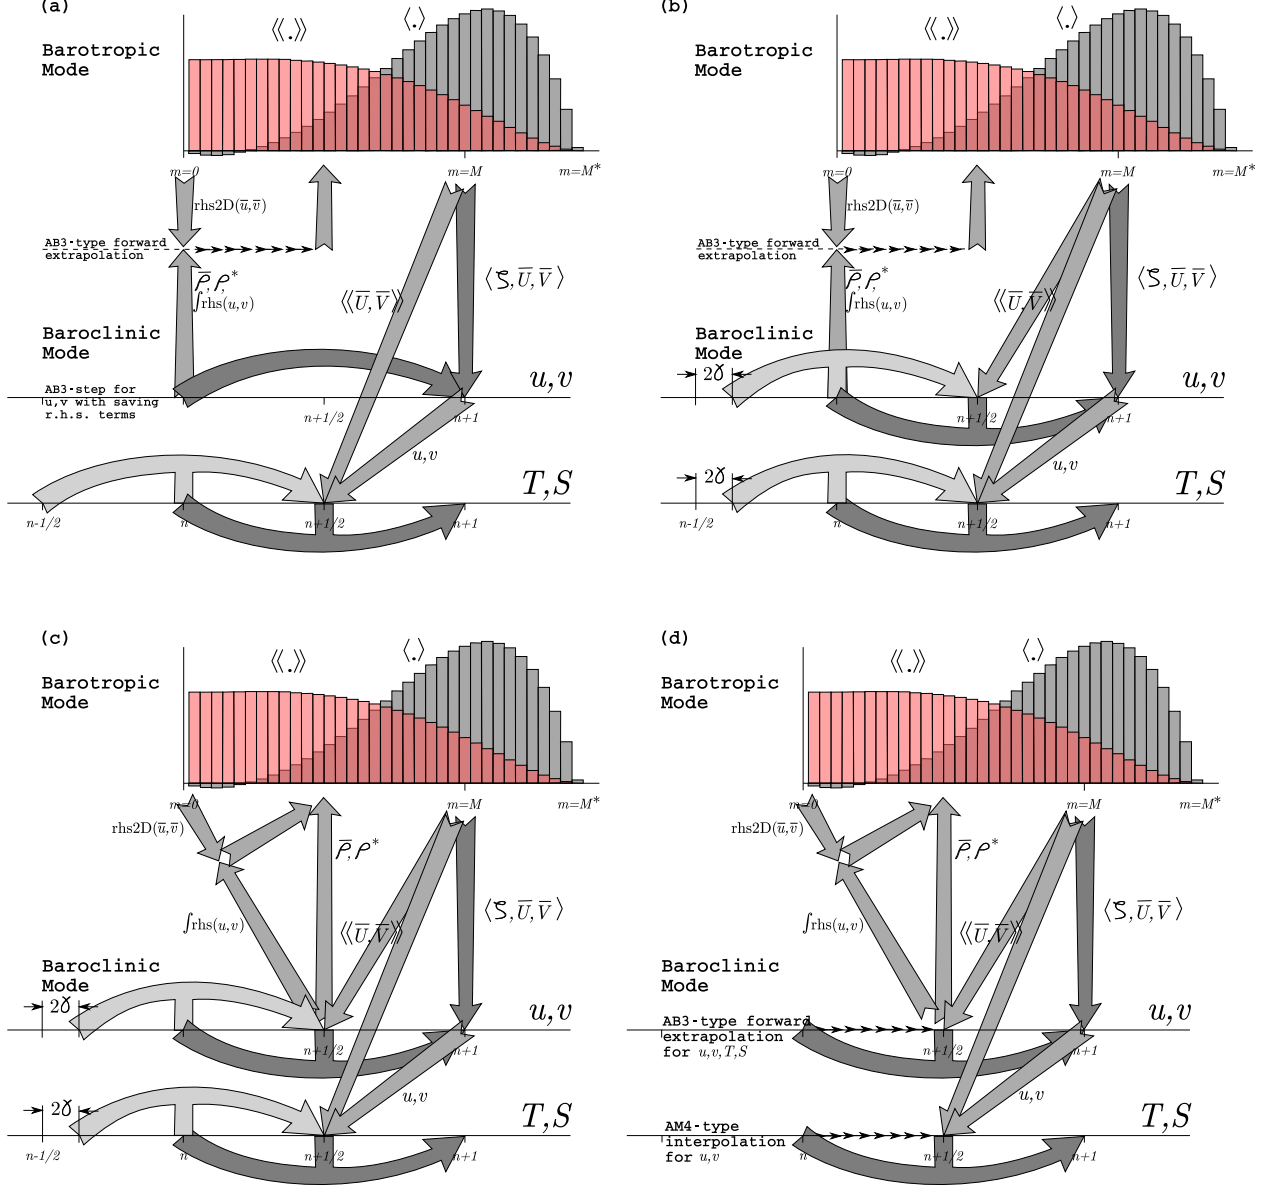 (a)
⟨⟨.⟩⟩
⟨.⟩
Barotropic
Mode
m=0
m=M
m=M*
rhs2D(u̅,v̅)
AB3-type forward
extrapolation
ρ̅,ρ*
∫rhs(u,v)
⟨⟨U̅,V̅⟩⟩
⟨ζ,U̅,V̅⟩
Baroclinic
Mode
AB3-step for
u,v with saving
r.h.s. terms
u,v
n+1/2
n+1
u,v
T,S
n-1/2
n
n+1/2
n+1
(b)
⟨⟨.⟩⟩
⟨.⟩
Barotropic
Mode
m=0
m=M
m=M*
rhs2D(u̅,v̅)
AB3-type forward
extrapolation
ρ̅,ρ*
∫rhs(u,v)
⟨⟨U̅,V̅⟩⟩
⟨ζ,U̅,V̅⟩
Baroclinic
Mode
2γ
u,v
n+1/2
n+1
u,v
2γ
T,S
n-1/2
n
n+1/2
n+1
(c)
⟨⟨.⟩⟩
⟨.⟩
Barotropic
Mode
m=0
m=M
m=M*
rhs2D(u̅,v̅)
ρ̅,ρ*
∫rhs(u,v)
⟨⟨U̅,V̅⟩⟩
⟨ζ,U̅,V̅⟩
Baroclinic
Mode
2γ
u,v
n+1/2
n+1
u,v
2γ
T,S
n-1/2
n
n+1/2
n+1
(d)
⟨⟨.⟩⟩
⟨.⟩
Barotropic
Mode
m=0
m=M
m=M*
rhs2D(u̅,v̅)
ρ̅,ρ*
∫rhs(u,v)
⟨⟨U̅,V̅⟩⟩
⟨ζ,U̅,V̅⟩
Baroclinic
Mode
AB3-type forward
extrapolation
for u,v,T,S
u,v
n+1/2
n+1
u,v
AM4-type
interpolation
for u,v
T,S
n
n+1/2
n+1